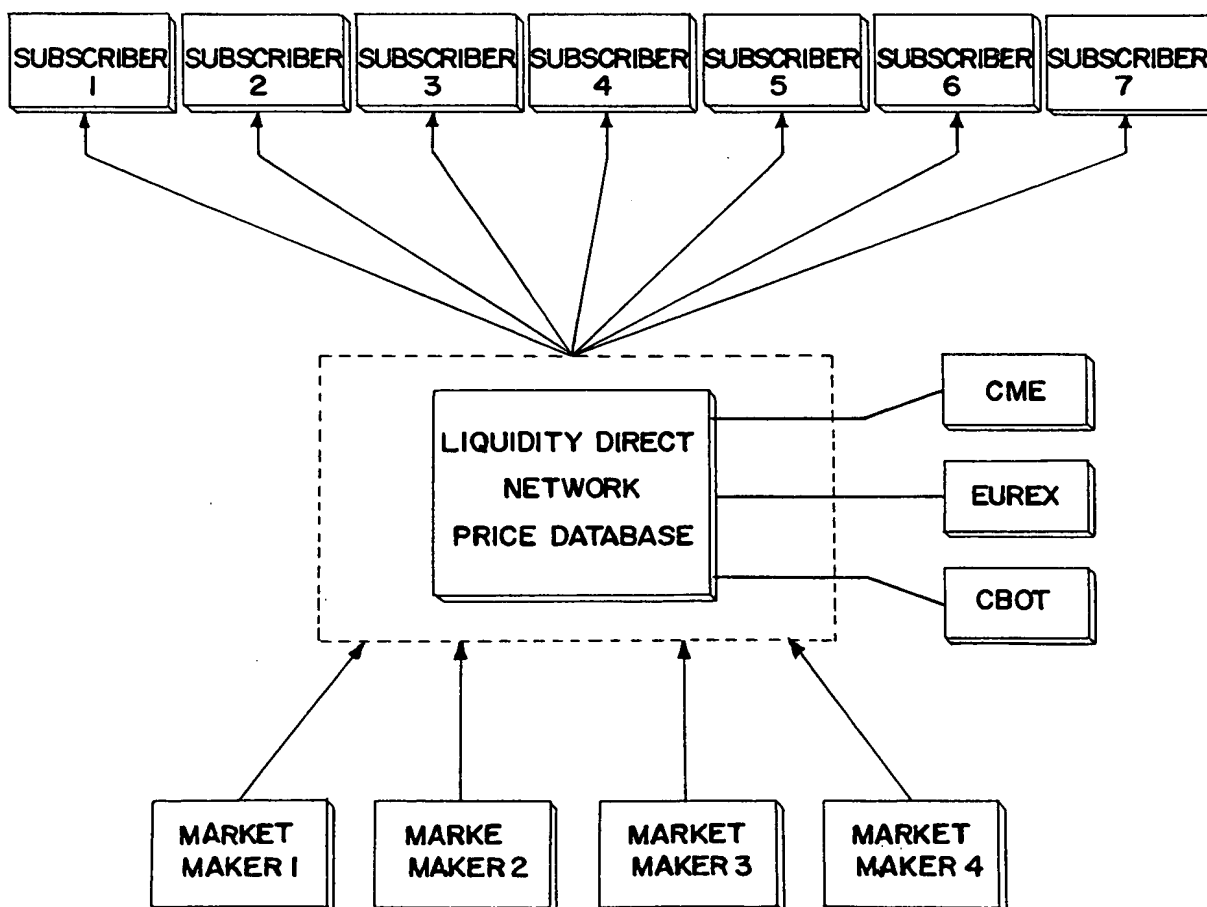 SUBSCRIBER
1
SUBSCRIBER
2
SUBSCRIBER
3
SUBSCRIBER
4
SUBSCRIBER
5
SUBSCRIBER
6
SUBSCRIBER
7
LIQUIDITY DIRECT
NETWORK
PRICE DATABASE
CME
EUREX
CBOT
MARKET
MAKER 1
MARKE
MAKER 2
MARKET
MAKER 3
MARKET
MAKER 4